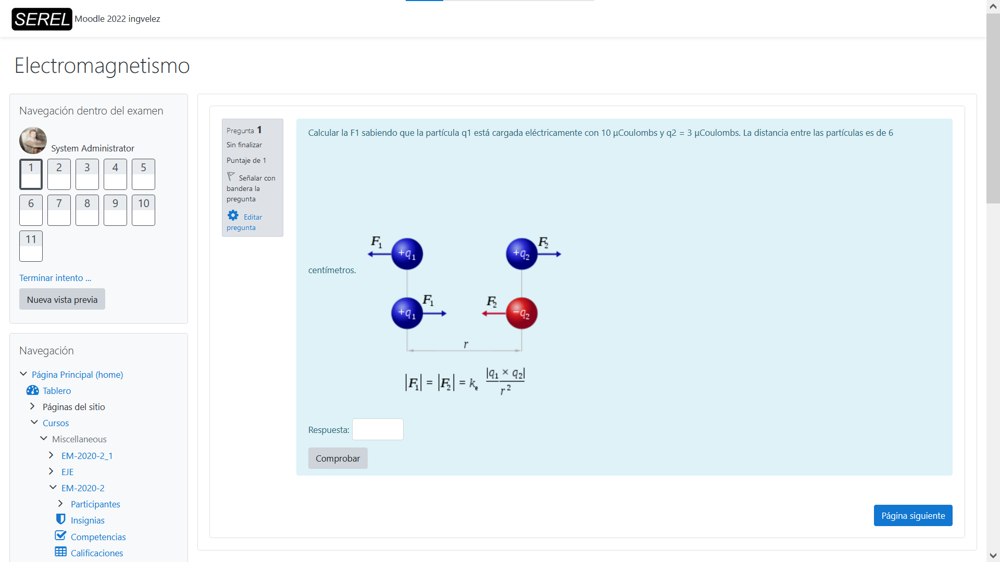 SEREL Moodle 2022 ingvelez
Electromagnetismo
Navegación dentro del examen
System Administrator
1 2 3 4 5
6 7 8 9 10
11
Terminar intento ...
Nueva vista previa
Navegación
Página Principal (home)
Tablero
Páginas del sitio
Cursos
Miscellaneous
EM-2020-2_1
EJE
EM-2020-2
Participantes
Insignias
Competencias
Calificaciones
Pregunta 1
Sin finalizar
Puntaje de 1
Señalar con
bandera la
pregunta
Editar
pregunta
Calcular la F1 sabiendo que la partícula q1 está cargada eléctricamente con 10 µCoulombs y q2 = 3 µCoulombs. La distancia entre las partículas es de 6
centímetros.
F₁ +q₁ +q₂ F₂
+q₁ F₁ F₂ −q₂
r
|F₁| = |F₂| = kₑ |q₁ × q₂| / r²
Respuesta:
Comprobar
Página siguiente